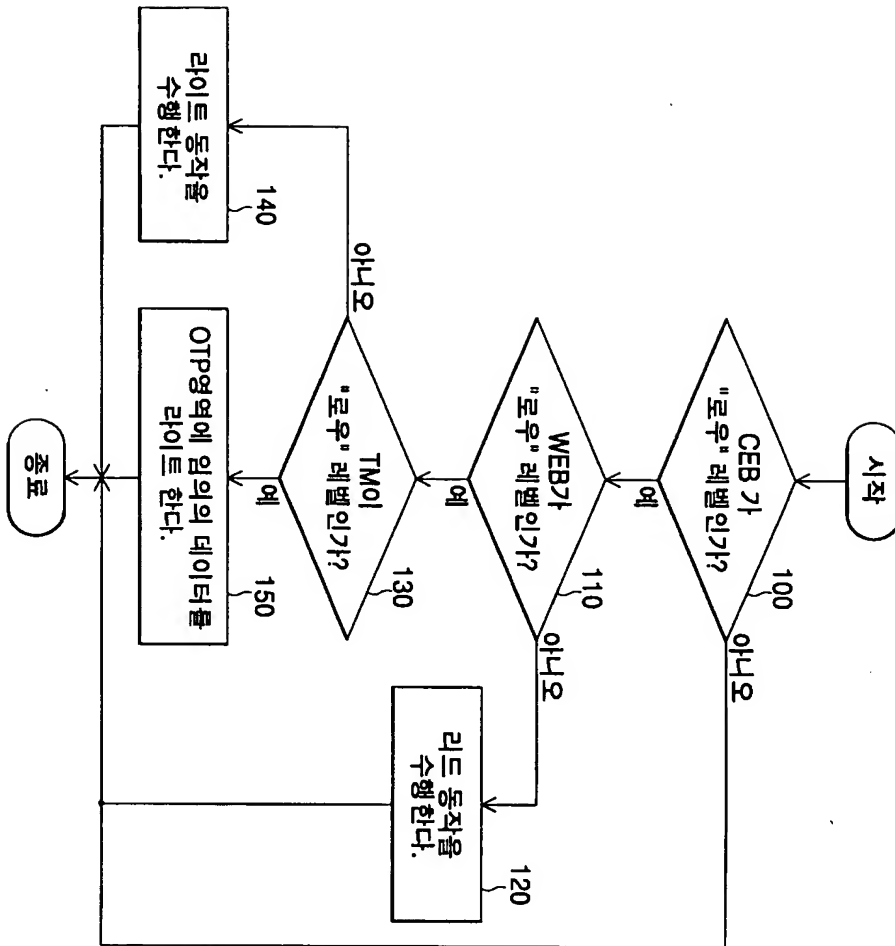 시작
CEB 가
"로우" 레벨인가?
100
아니오
예
WEB가
"로우" 레벨인가?
110
아니오
예
리드 동작을
수행한다.
120
TM이
"로우" 레벨인가?
130
아니오
예
라이트 동작을
수행한다.
140
OTP영역에 임의의 데이터를
라이트 한다.
150
종료